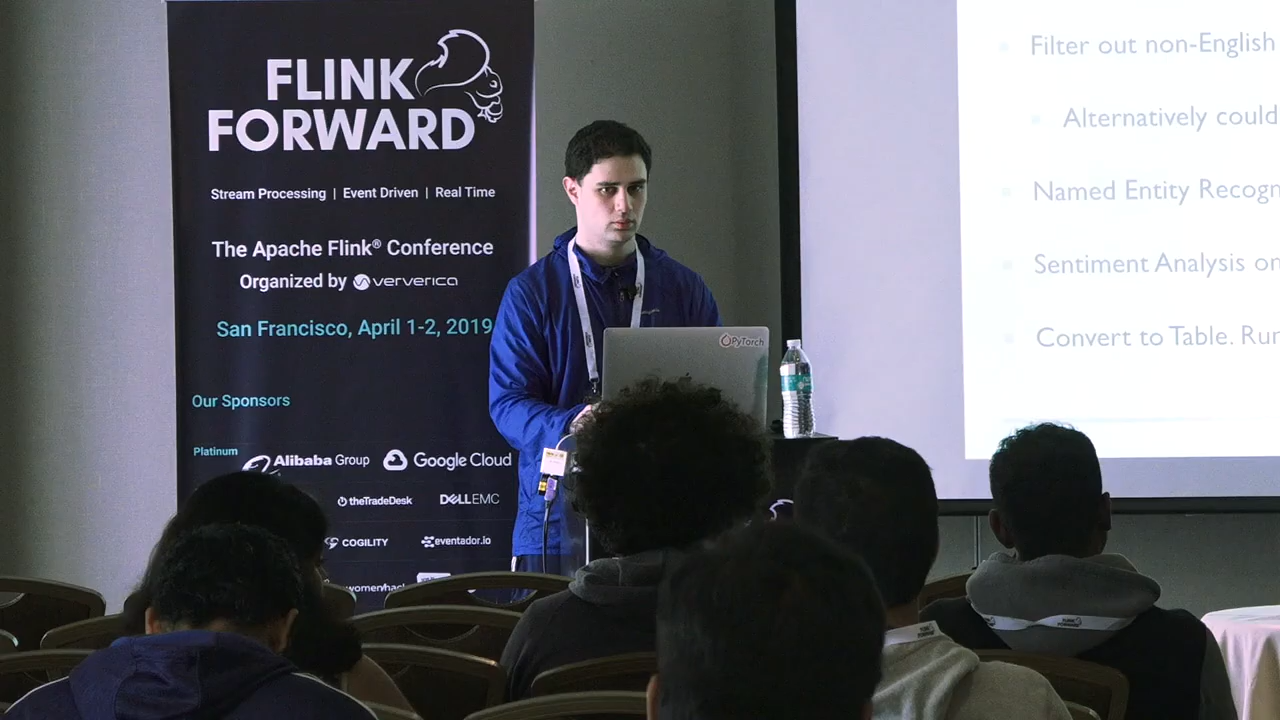 FLINK
FORWARD
Stream Processing | Event Driven | Real Time
The Apache Flink® Conference
Organized by ververica
San Francisco, April 1-2, 2019
Our Sponsors
Platinum
Alibaba Group Google Cloud
theTradeDesk DELLEMC
COGILITY eventador.io
PyTorch
Filter out non-English
Alternatively could
Named Entity Recogn
Sentiment Analysis on
Convert to Table. Run
FLINK
FORWARD